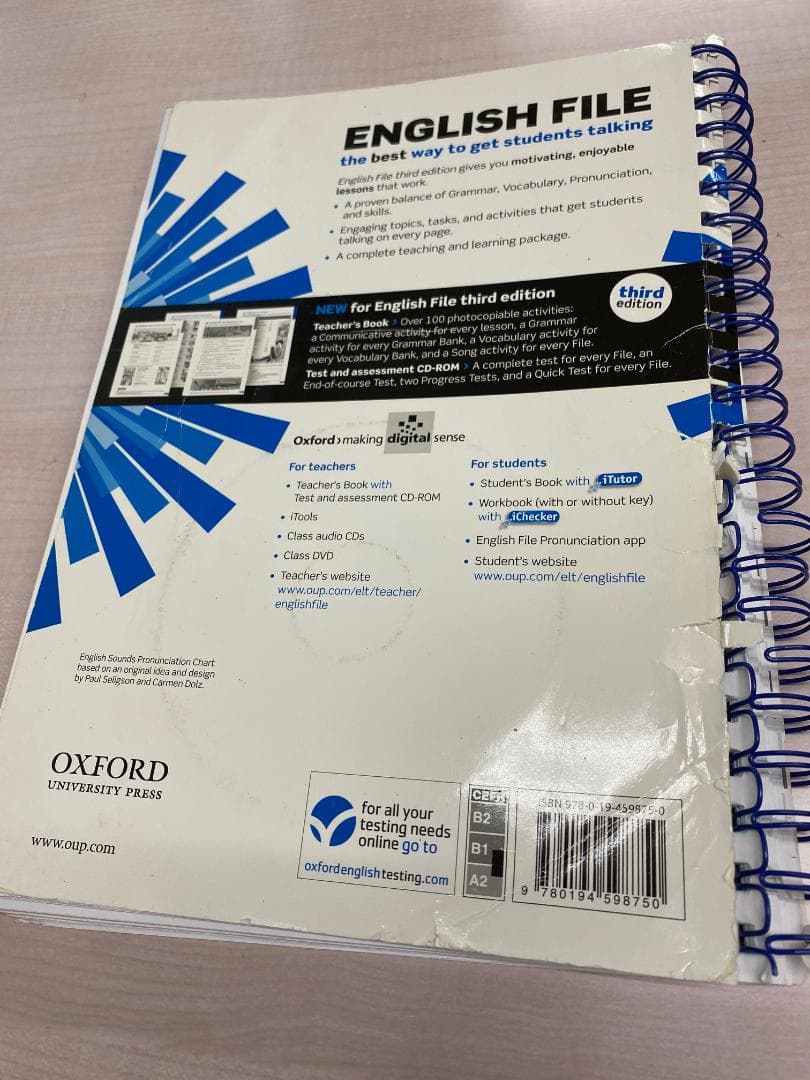 ENGLISH FILE
the best way to get students talking
English File third edition gives you motivating, enjoyable
lessons that work.
• A proven balance of Grammar, Vocabulary, Pronunciation,
and skills.
• Engaging topics, tasks, and activities that get students
talking on every page.
• A complete teaching and learning package.
third
edition
NEW for English File third edition
Teacher's Book > Over 100 photocopiable activities:
a Communicative activity for every lesson, a Grammar
activity for every Grammar Bank, a Vocabulary activity for
every Vocabulary Bank, and a Song activity for every File.
Test and assessment CD-ROM > A complete test for every File, an
End-of-course Test, two Progress Tests, and a Quick Test for every File.
Oxford > making digital sense
For teachers
• Teacher's Book with
Test and assessment CD-ROM
• iTools
• Class audio CDs
• Class DVD
• Teacher's website
www.oup.com/elt/teacher/
englishfile
For students
• Student's Book with iTutor
• Workbook (with or without key)
with iChecker
• English File Pronunciation app
• Student's website
www.oup.com/elt/englishfile
English Sounds Pronunciation Chart
based on an original idea and design
by Paul Seligson and Carmen Dolz.
OXFORD
UNIVERSITY PRESS
www.oup.com
for all your
testing needs
online go to
oxfordenglishtesting.com
CEFR
B2
B1
A2
ISBN 978-0-19-459875-0
9 780194 598750